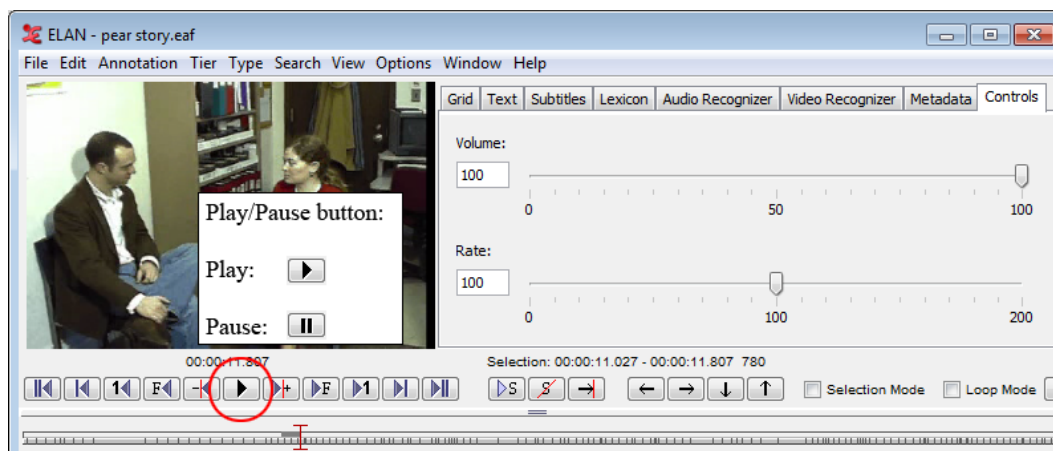 ELAN - pear story.eaf
File Edit Annotation Tier Type Search View Options Window Help
Grid Text Subtitles Lexicon Audio Recognizer Video Recognizer Metadata Controls
Volume:
100
0 50 100
Rate:
100
0 100 200
Play/Pause button:
Play:
Pause:
00:00:11.807
Selection: 00:00:11.027 - 00:00:11.807 780
1 F + F 1 S S Selection Mode Loop Mode